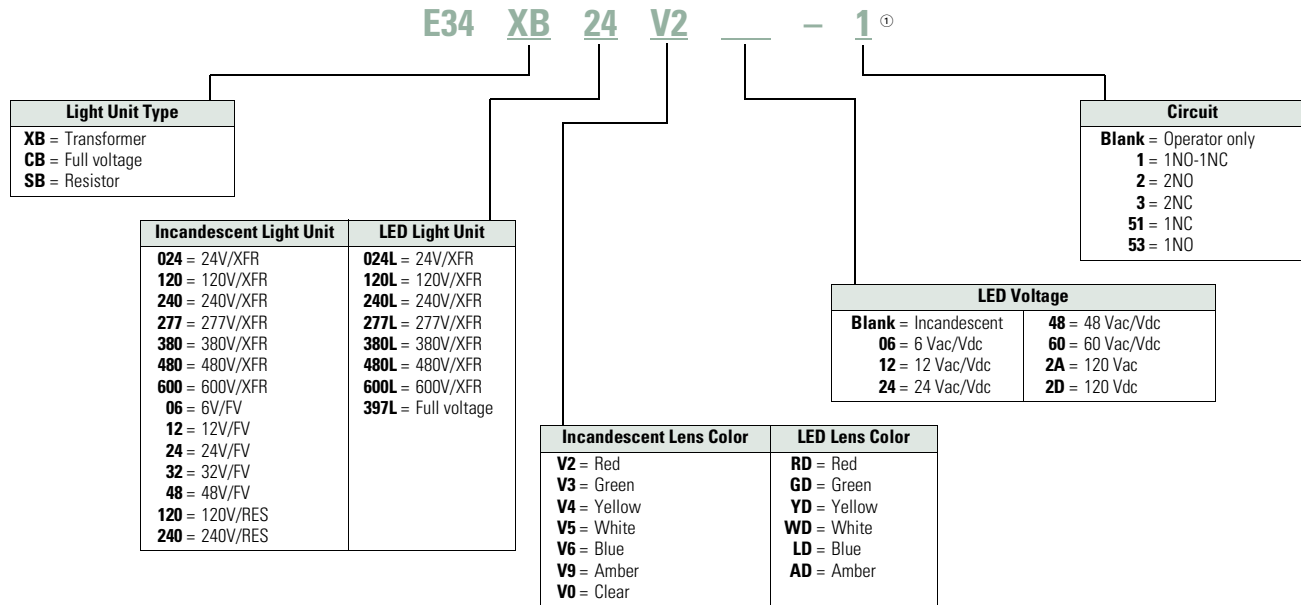 E34 XB 24 V2 ___ – 1 ①
Light Unit Type
XB = Transformer
CB = Full voltage
SB = Resistor
Circuit
Blank = Operator only
1 = 1NO-1NC
2 = 2NO
3 = 2NC
51 = 1NC
53 = 1NO
Incandescent Light Unit
024 = 24V/XFR
120 = 120V/XFR
240 = 240V/XFR
277 = 277V/XFR
380 = 380V/XFR
480 = 480V/XFR
600 = 600V/XFR
06 = 6V/FV
12 = 12V/FV
24 = 24V/FV
32 = 32V/FV
48 = 48V/FV
120 = 120V/RES
240 = 240V/RES
LED Light Unit
024L = 24V/XFR
120L = 120V/XFR
240L = 240V/XFR
277L = 277V/XFR
380L = 380V/XFR
480L = 480V/XFR
600L = 600V/XFR
397L = Full voltage
LED Voltage
Blank = Incandescent
06 = 6 Vac/Vdc
12 = 12 Vac/Vdc
24 = 24 Vac/Vdc
48 = 48 Vac/Vdc
60 = 60 Vac/Vdc
2A = 120 Vac
2D = 120 Vdc
Incandescent Lens Color
V2 = Red
V3 = Green
V4 = Yellow
V5 = White
V6 = Blue
V9 = Amber
V0 = Clear
LED Lens Color
RD = Red
GD = Green
YD = Yellow
WD = White
LD = Blue
AD = Amber